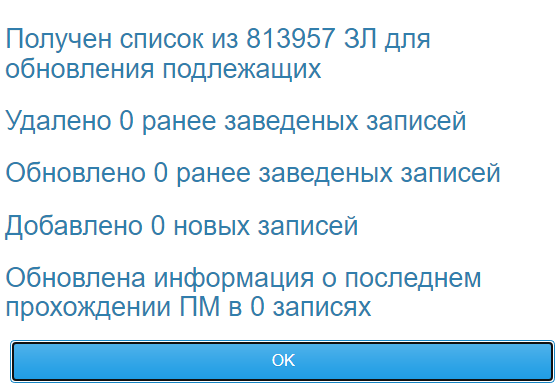 Получен список из 813957 ЗЛ для
обновления подлежащих
Удалено 0 ранее заведеных записей
Обновлено 0 ранее заведеных записей
Добавлено 0 новых записей
Обновлена информация о последнем
прохождении ПМ в 0 записях
OK